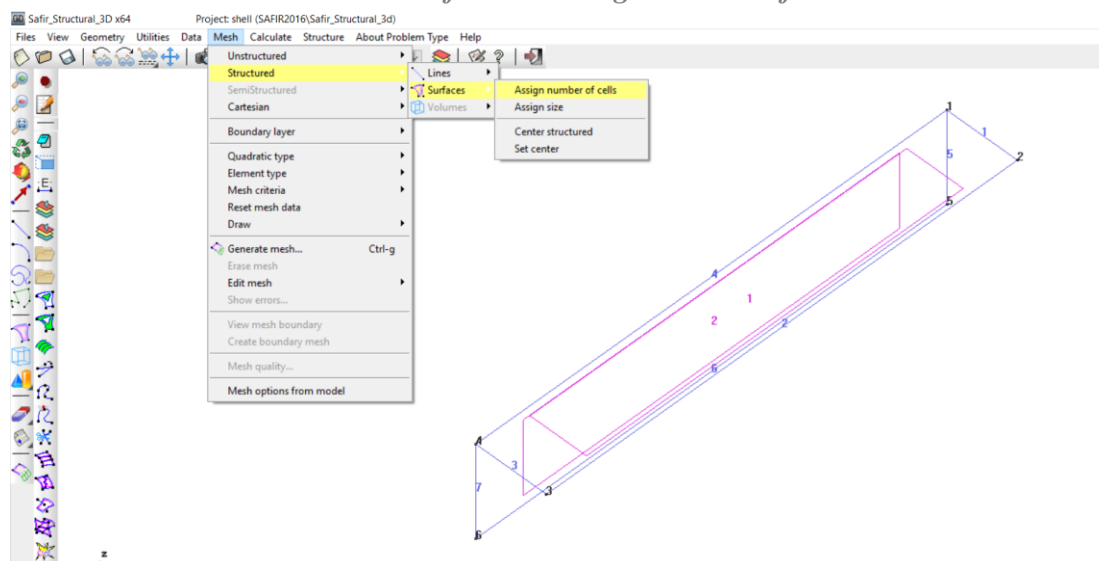 Safir_Structural_3D x64 Project: shell (SAFIR2016\Safir_Structural_3d)
Files View Geometry Utilities Data Mesh Calculate Structure About Problem Type Help
Unstructured
Structured
SemiStructured
Cartesian
Boundary layer
Quadratic type
Element type
Mesh criteria
Reset mesh data
Draw
Generate mesh... Ctrl-g
Erase mesh
Edit mesh
Show errors...
View mesh boundary
Create boundary mesh
Mesh quality...
Mesh options from model
Lines
Surfaces
Volumes
Assign number of cells
Assign size
Center structured
Set center
E
1
1
2
5
5
4
1
2
2
6
4
3
3
7
6
z